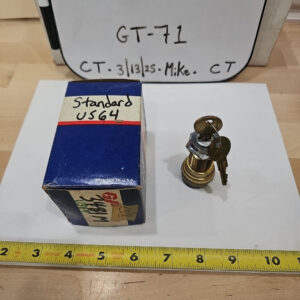 GT-71
CT. 3/13/25. Mike. CT
Standard
US64
2 3 4 5 6 7 8 9 10